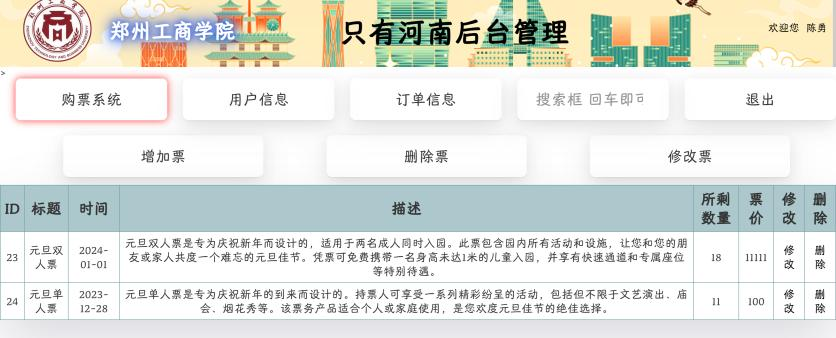 郑州工商学院
只有河南后台管理
欢迎您 陈勇
>
购票系统 用户信息 订单信息 搜索框 回车即可 退出
增加票 删除票 修改票
ID 标题 时间 描述 所剩数量 票价 修改 删除
23 元旦双人票 2024-01-01
元旦双人票是专为庆祝新年而设计的，适用于两名成人同时入园。此票包含园内所有活动和设施，让您和您的朋
友或家人共度一个难忘的元旦佳节。凭票可免费携带一名身高未达1米的儿童入园，并享有快速通道和专属座位
等特别待遇。
18 11111 修改 删除
24 元旦单人票 2023-12-28
元旦单人票是专为庆祝新年的到来而设计的。持票人可享受一系列精彩纷呈的活动，包括但不限于文艺演出、庙
会、烟花秀等。该票务产品适合个人或家庭使用，是您欢度元旦佳节的绝佳选择。
11 100 修改 删除